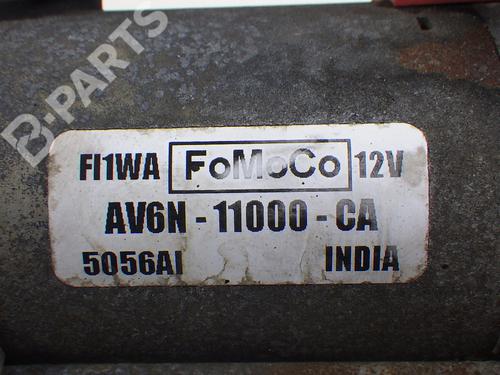 B-PARTS
FI1WA FoMoCo 12V
AV6N - 11000 - CA
5056AI INDIA